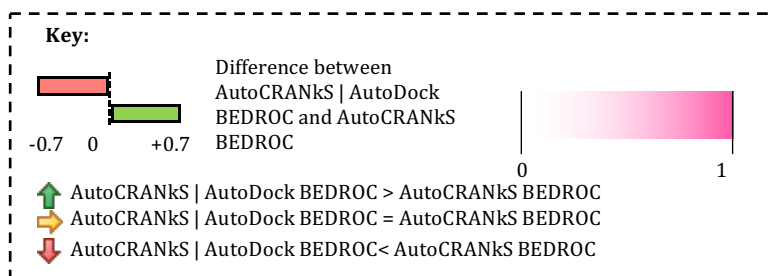 Key:
Difference between
AutoCRANkS | AutoDock
BEDROC and AutoCRANkS
BEDROC
-0.7 0 +0.7
0 1
AutoCRANkS | AutoDock BEDROC > AutoCRANkS BEDROC
AutoCRANkS | AutoDock BEDROC = AutoCRANkS BEDROC
AutoCRANkS | AutoDock BEDROC< AutoCRANkS BEDROC